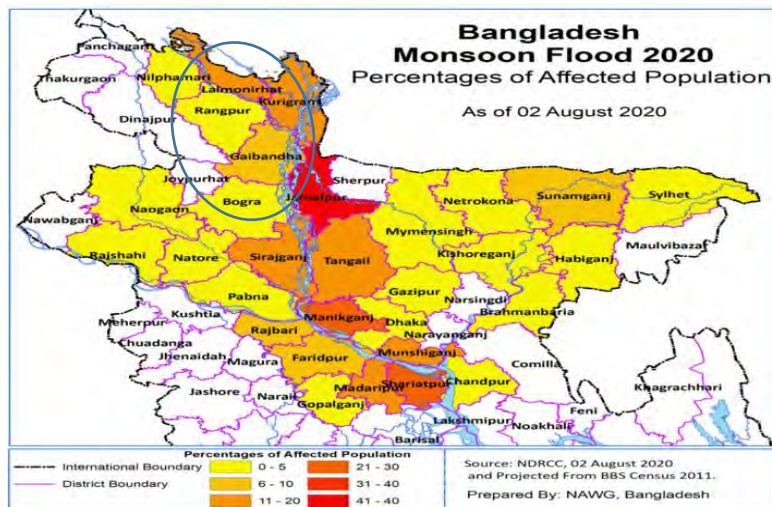 Bangladesh
Monsoon Flood 2020
Percentages of Affected Population
As of 02 August 2020
Panchagarh
Thakurgaon
Nilphamari
Lalmonirhat
Kurigram
Rangpur
Dinajpur
Gaibandha
Joypurhat
Sherpur
Jamalpur
Bogra
Naogaon
Nawabganj
Netrokona
Sunamganj
Sylhet
Mymensingh
Maulvibazar
Rajshahi
Natore
Sirajganj
Tangail
Kishoreganj
Habiganj
Pabna
Gazipur
Narsingdi
Brahmanbaria
Kushtia
Meherpur
Manikganj
Dhaka
Narayanganj
Chuadanga
Rajbari
Jhenaidah
Magura
Faridpur
Munshiganj
Comilla
Shariatpur
Chandpur
Madaripur
Khagrachhari
Jashore
Narail
Gopalganj
Lakshmipur
Feni
Noakhali
Barisal
Percentages of Affected Population
International Boundary
District Boundary
0 - 5
6 - 10
11 - 20
21 - 30
31 - 40
41 - 40
Source: NDRCC, 02 August 2020
and Projected From BBS Census 2011.
Prepared By: NAWG, Bangladesh